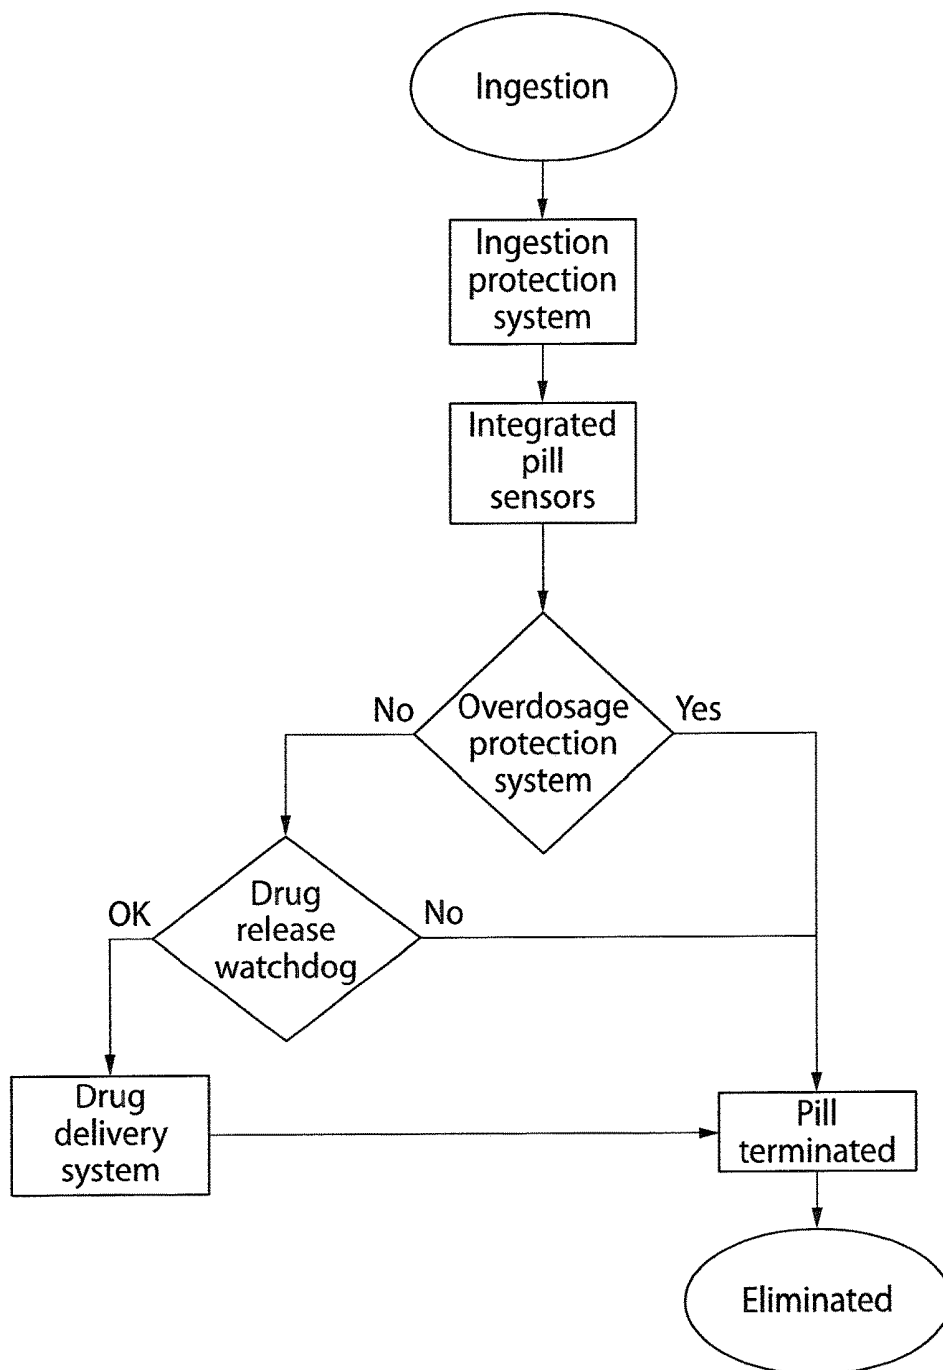 Ingestion
Ingestion
protection
system
Integrated
pill
sensors
No
Yes
Overdosage
protection
system
OK
No
Drug
release
watchdog
Drug
delivery
system
Pill
terminated
Eliminated